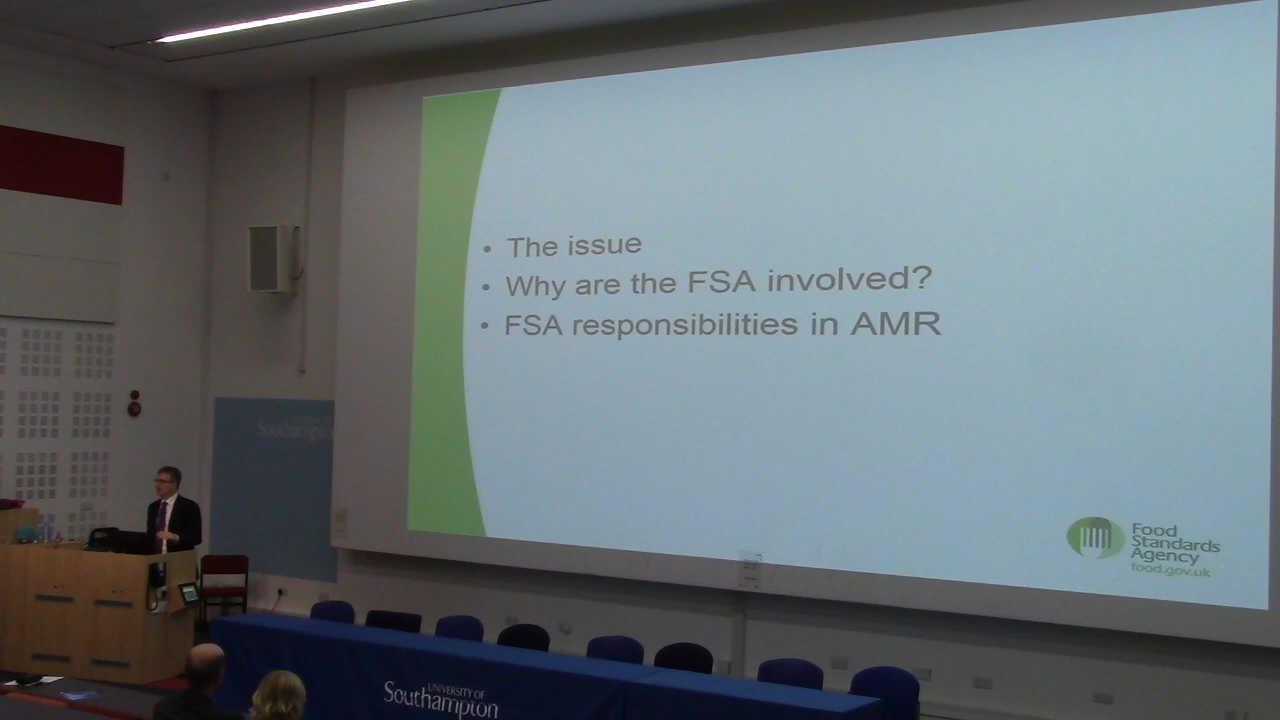 • The issue
• Why are the FSA involved?
• FSA responsibilities in AMR
Food
Standards
Agency
food.gov.uk
Southampton
UNIVERSITY OF
Southampton